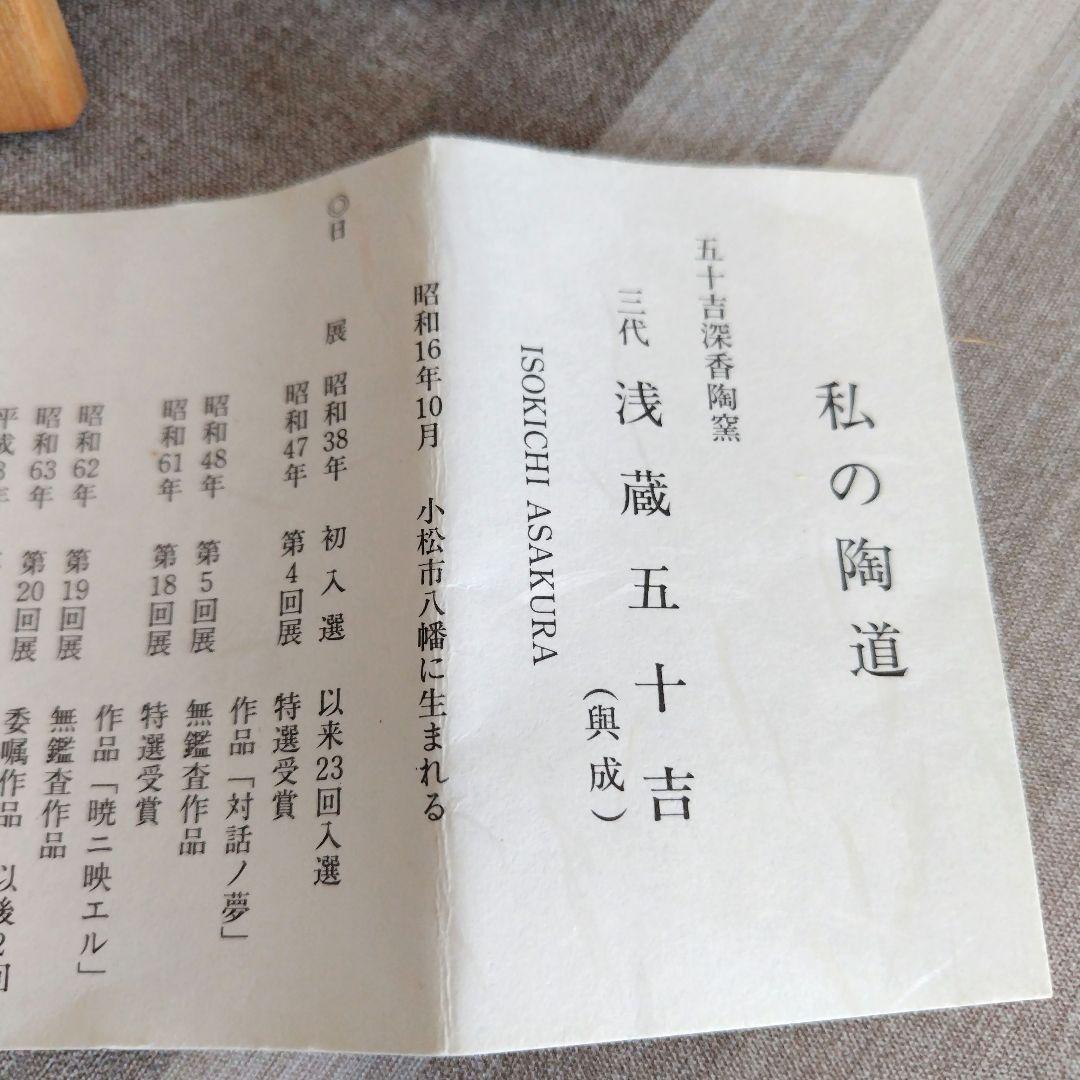 私の陶道
五十吉深香陶窯
三代 浅蔵五十吉
(與成)
ISOKICHI ASAKURA
昭和16年10月 小松市八幡に生まれる
◎日 展 昭和38年 初入選 以来23回入選
昭和47年 第4回展 特選受賞
作品「対話ノ夢」
昭和48年 第5回展 無鑑査作品
昭和61年 第18回展 特選受賞
作品「暁ニ映エル」
昭和62年 第19回展 無鑑査作品
昭和63年 第20回展 委嘱作品 以後2回
平成